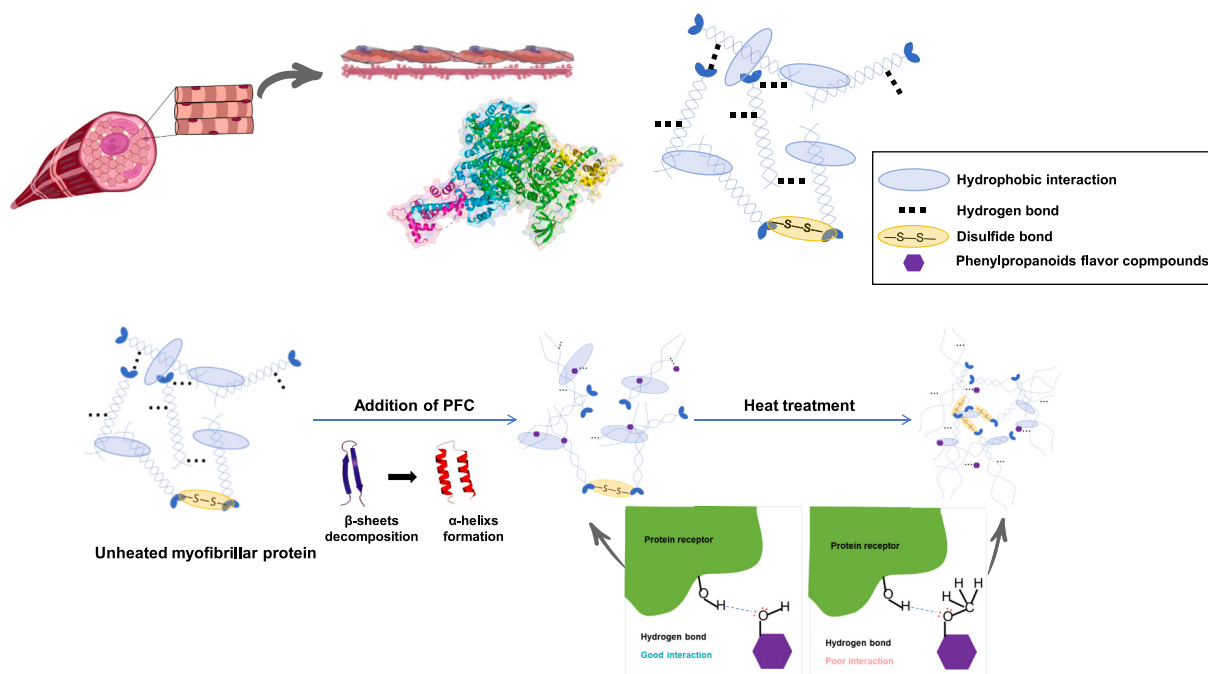 Hydrophobic interaction
Hydrogen bond
S-S
—S-S—
Disulfide bond
Phenylpropanoids flavor copmpounds
Addition of PFC
Heat treatment
β-sheets
decomposition
α-helixs
formation
S-S
S-S
S-S
S-S
S-S
Unheated myofibrillar protein
Protein receptor
O
H
O
H
Hydrogen bond
Good interaction
Protein receptor
O
H
H
H
H
C
O
Hydrogen bond
Poor interaction